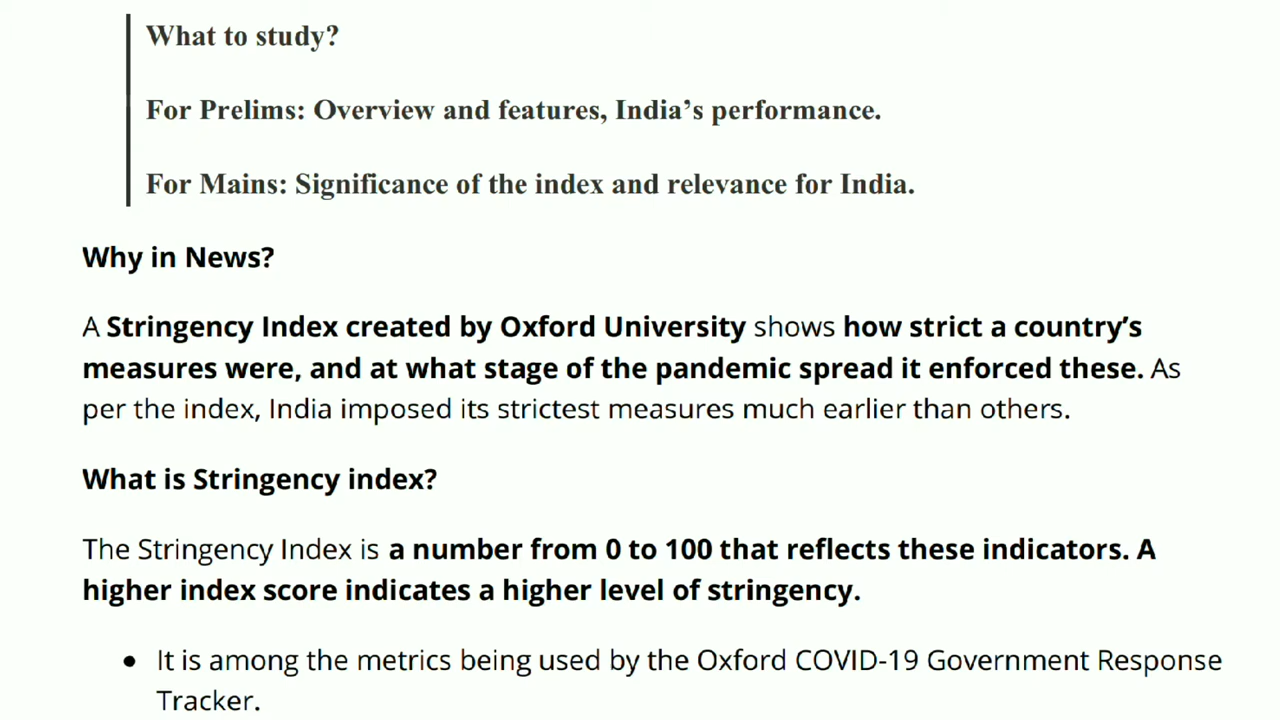 What to study?
For Prelims: Overview and features, India’s performance.
For Mains: Significance of the index and relevance for India.
Why in News?
A Stringency Index created by Oxford University shows how strict a country’s
measures were, and at what stage of the pandemic spread it enforced these. As
per the index, India imposed its strictest measures much earlier than others.
What is Stringency index?
The Stringency Index is a number from 0 to 100 that reflects these indicators. A
higher index score indicates a higher level of stringency.
• It is among the metrics being used by the Oxford COVID-19 Government Response
Tracker.